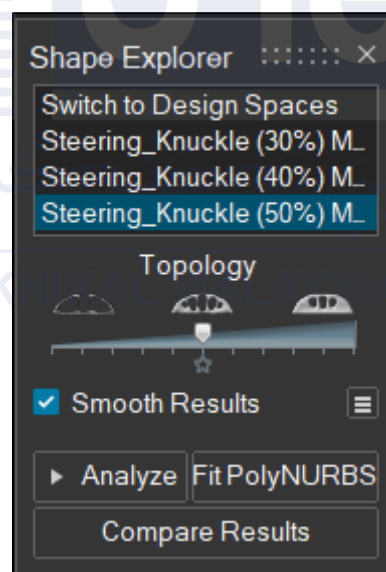 Shape Explorer
Switch to Design Spaces
Steering_Knuckle (30%) M...
Steering_Knuckle (40%) M...
Steering_Knuckle (50%) M...
Topology
Smooth Results
Analyze
Fit PolyNURBS
Compare Results